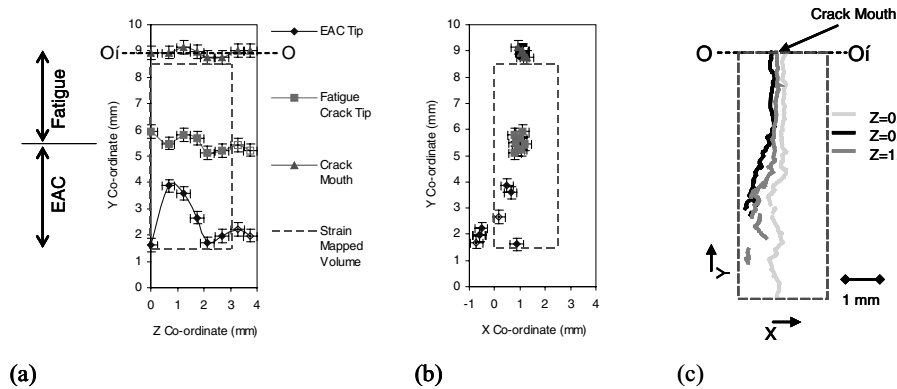 10
9
8
7
6
5
4
3
2
1
0
0 1 2 3 4
Y Co-ordinate (mm)
Z Co-ordinate (mm)
Oí
O
Fatigue
EAC
EAC Tip
Fatigue
Crack Tip
Crack
Mouth
Strain
Mapped
Volume
(a)
10
9
8
7
6
5
4
3
2
1
0
-1 0 1 2 3 4
Y Co-ordinate (mm)
X Co-ordinate (mm)
(b)
Crack Mouth
O
Oí
Z=0
Z=0
Z=1
Y
X
1 mm
(c)